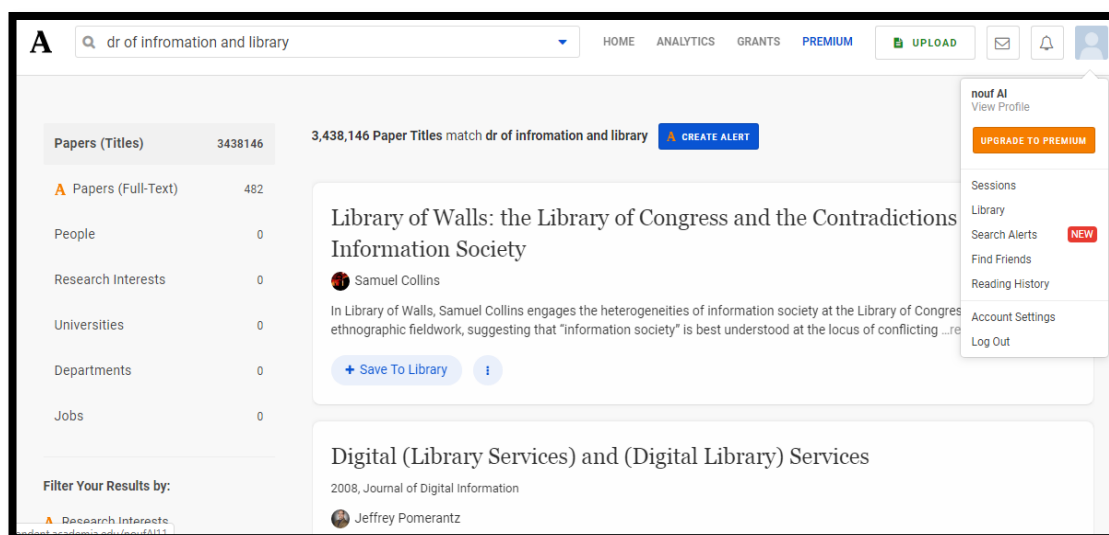 A
dr of infromation and library
HOME ANALYTICS GRANTS PREMIUM UPLOAD
nouf Al
View Profile
UPGRADE TO PREMIUM
Sessions
Library
Search Alerts NEW
Find Friends
Reading History
Account Settings
Log Out
Papers (Titles) 3438146
A Papers (Full-Text) 482
People 0
Research Interests 0
Universities 0
Departments 0
Jobs 0
Filter Your Results by:
A Research Interests
3,438,146 Paper Titles match dr of infromation and library A CREATE ALERT
Library of Walls: the Library of Congress and the Contradictions
Information Society
Samuel Collins
In Library of Walls, Samuel Collins engages the heterogeneities of information society at the Library of Congres
ethnographic fieldwork, suggesting that “information society” is best understood at the locus of conflicting ...re
+ Save To Library
Digital (Library Services) and (Digital Library) Services
2008, Journal of Digital Information
Jeffrey Pomerantz